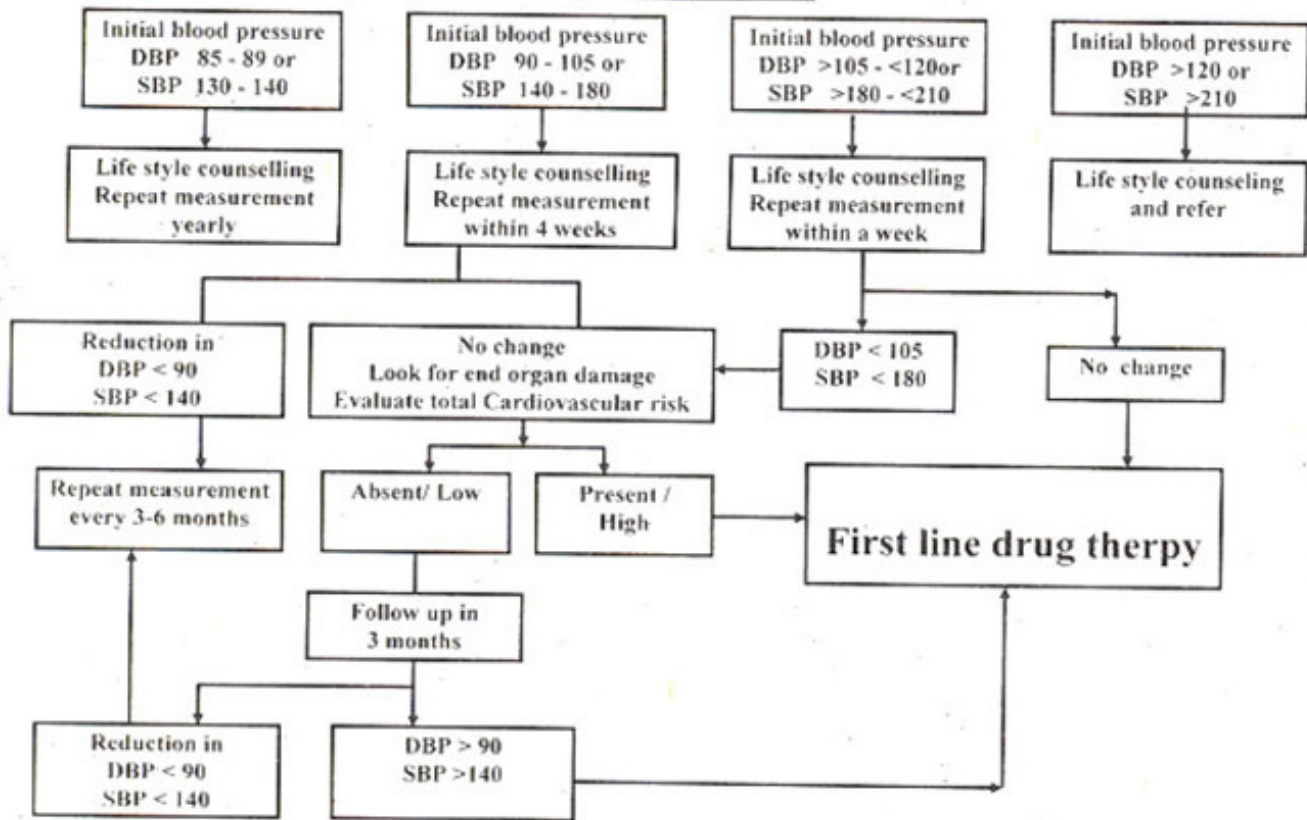 Initial blood pressure
DBP 85 - 89 or
SBP 130 - 140
Initial blood pressure
DBP 90 - 105 or
SBP 140 - 180
Initial blood pressure
DBP >105 - <120or
SBP >180 - <210
Initial blood pressure
DBP >120 or
SBP >210
Life style counselling
Repeat measurement
yearly
Life style counselling
Repeat measurement
within 4 weeks
Life style counselling
Repeat measurement
within a week
Life style counseling
and refer
Reduction in
DBP < 90
SBP < 140
No change
Look for end organ damage
Evaluate total Cardiovascular risk
DBP < 105
SBP < 180
No change
Repeat measurement
every 3-6 months
Absent/ Low
Present /
High
First line drug therpy
Follow up in
3 months
Reduction in
DBP < 90
SBP < 140
DBP > 90
SBP >140